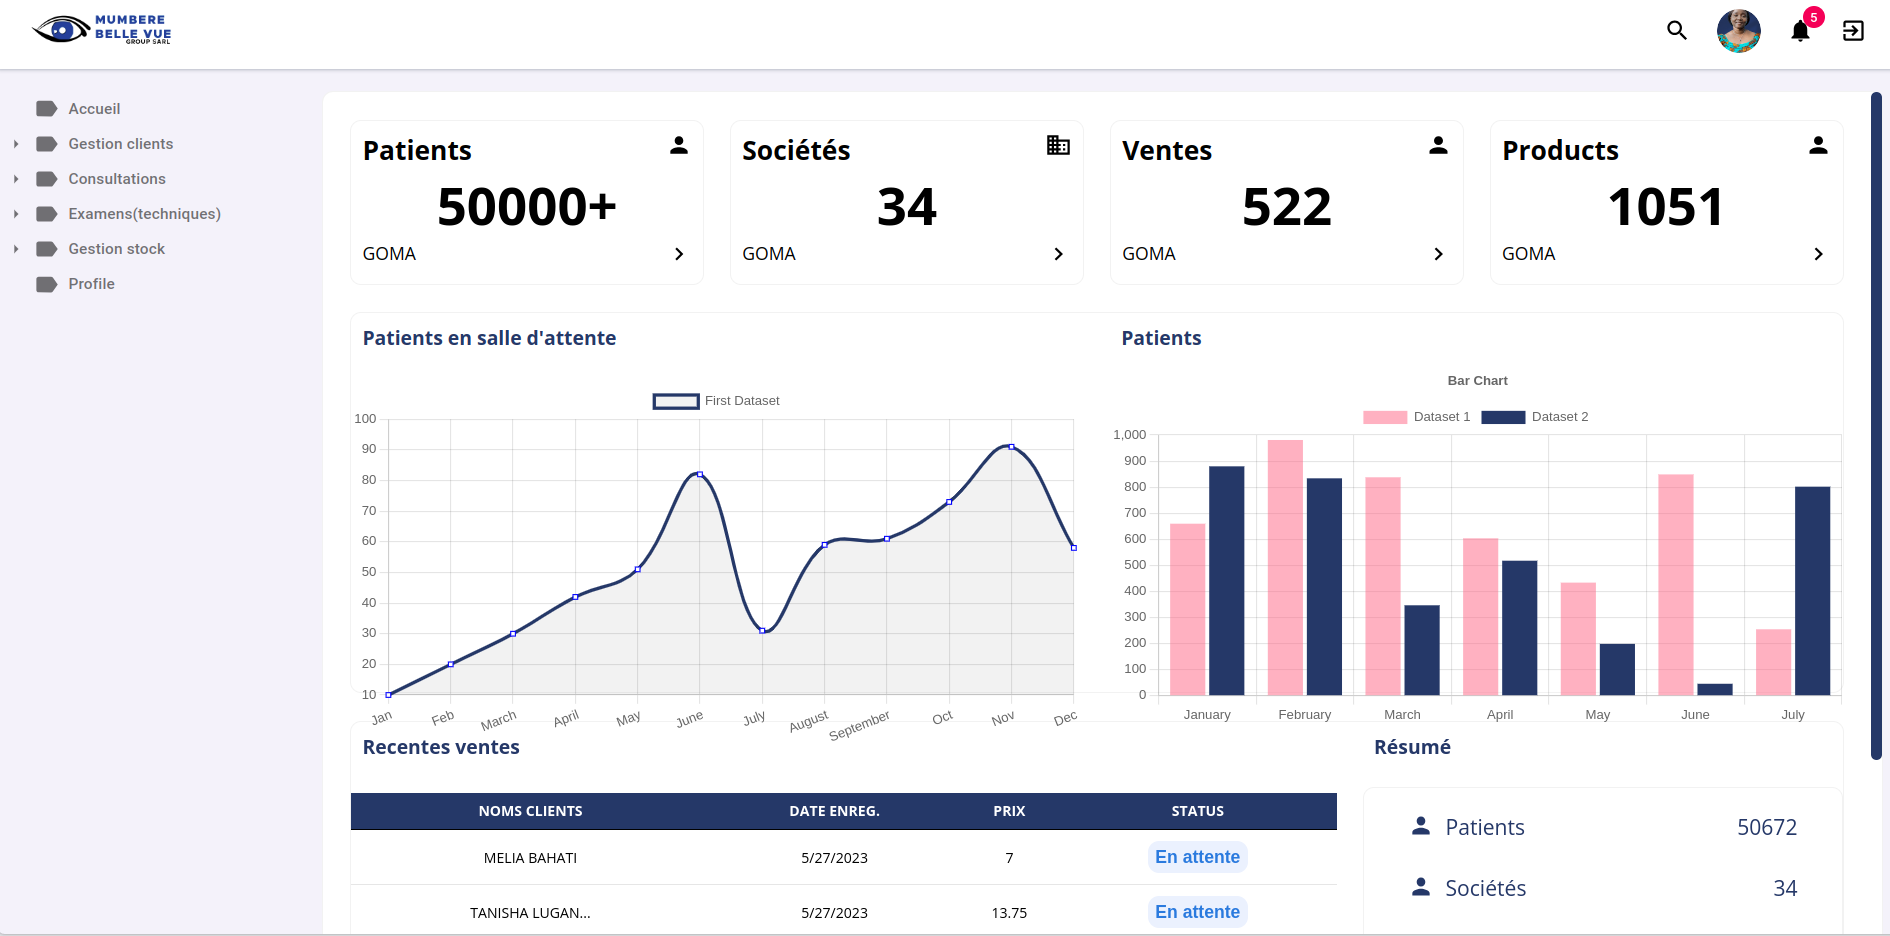 MUMBERE
BELLE VUE
GROUP SARL
5
Accueil
Gestion clients
Consultations
Examens(techniques)
Gestion stock
Profile
Patients
50000+
GOMA
Sociétés
34
GOMA
Ventes
522
GOMA
Products
1051
GOMA
Patients en salle d'attente
First Dataset
100
90
80
70
60
50
40
30
20
10
Jan Feb March April May June July August September Oct Nov Dec
Patients
Bar Chart
Dataset 1 Dataset 2
1,000
900
800
700
600
500
400
300
200
100
0
January February March April May June July
Recentes ventes
NOMS CLIENTS DATE ENREG. PRIX STATUS
MELIA BAHATI 5/27/2023 7 En attente
TANISHA LUGAN... 5/27/2023 13.75 En attente
Résumé
Patients 50672
Sociétés 34